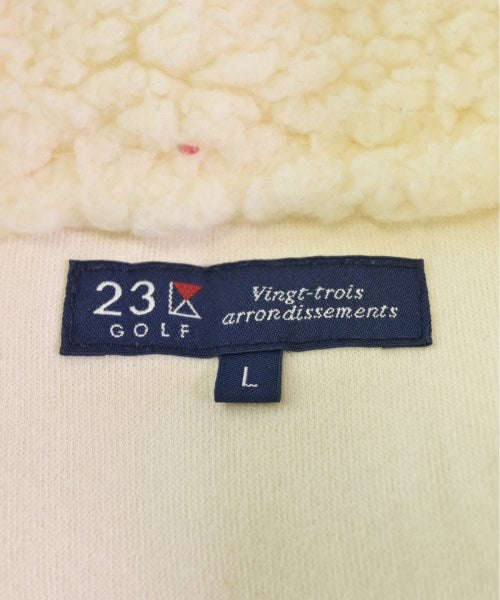 23
GOLF
Vingt-trois
arrondissements
L